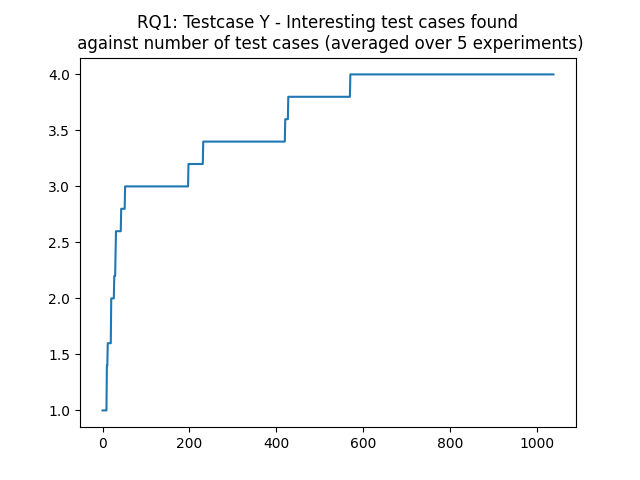 RQ1: Testcase Y - Interesting test cases found
against number of test cases (averaged over 5 experiments)
4.0
3.5
3.0
2.5
2.0
1.5
1.0
0 200 400 600 800 1000